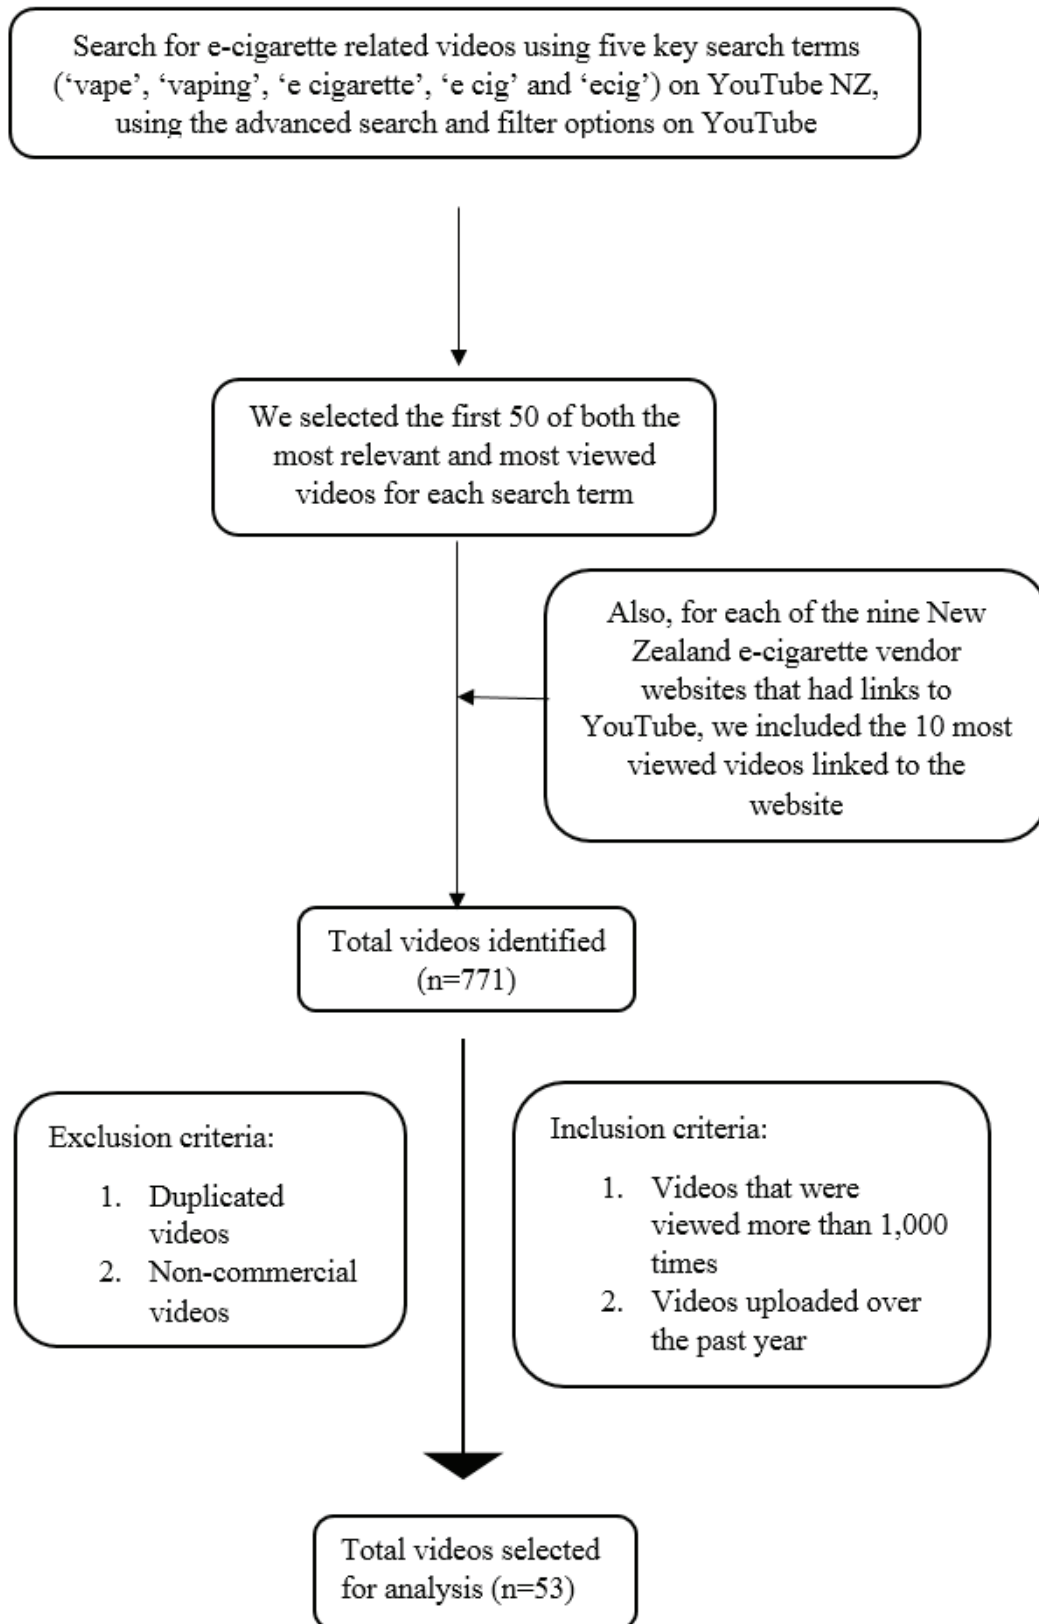 Search for e-cigarette related videos using five key search terms
(‘vape’, ‘vaping’, ‘e cigarette’, ‘e cig’ and ‘ecig’) on YouTube NZ,
using the advanced search and filter options on YouTube
We selected the first 50 of both the
most relevant and most viewed
videos for each search term
Also, for each of the nine New
Zealand e-cigarette vendor
websites that had links to
YouTube, we included the 10 most
viewed videos linked to the
website
Total videos identified
(n=771)
Exclusion criteria:
1. Duplicated
videos
2. Non-commercial
videos
Inclusion criteria:
1. Videos that were
viewed more than 1,000
times
2. Videos uploaded over
the past year
Total videos selected
for analysis (n=53)